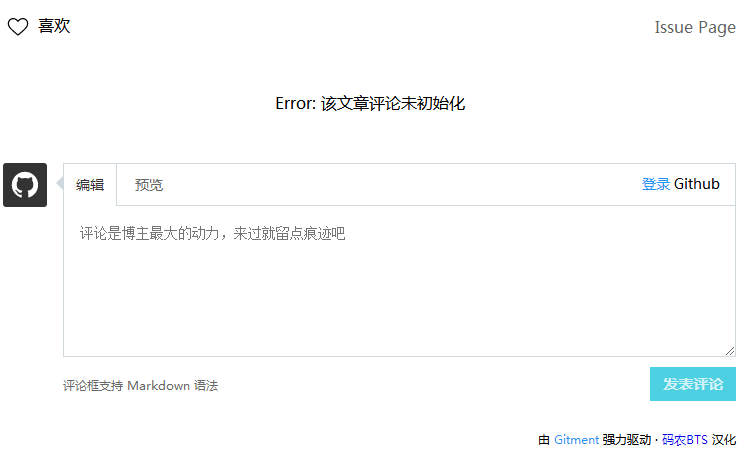 喜欢 Issue Page
Error: 该文章评论未初始化
编辑 预览 登录 Github
评论是博主最大的动力，来过就留点痕迹吧
评论框支持 Markdown 语法 发表评论
由 Gitment 强力驱动 · 码农BTS 汉化